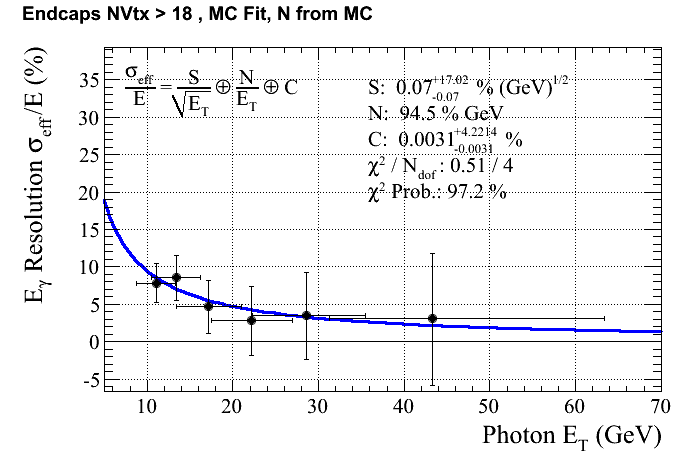 Endcaps NVtx > 18 , MC Fit, N from MC
σeff/E = S/√ET ⊕ N/ET ⊕ C
S: 0.07 +17.02 -0.07 % (GeV)1/2
N: 94.5 % GeV
C: 0.0031 +4.2214 -0.0031 %
χ2 / Ndof : 0.51 / 4
χ2 Prob.: 97.2 %
Eγ Resolution σeff/E (%)
35
30
25
20
15
10
5
0
-5
10 20 30 40 50 60 70
Photon ET (GeV)